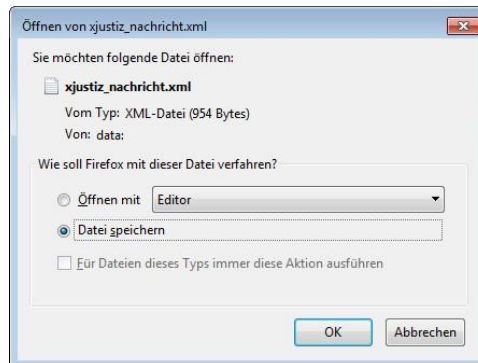 Öffnen von xjustiz_nachricht.xml
Sie möchten folgende Datei öffnen:
xjustiz_nachricht.xml
Vom Typ: XML-Datei (954 Bytes)
Von: data:
Wie soll Firefox mit dieser Datei verfahren?
Öffnen mit Editor
Datei speichern
Für Dateien dieses Typs immer diese Aktion ausführen
OK Abbrechen